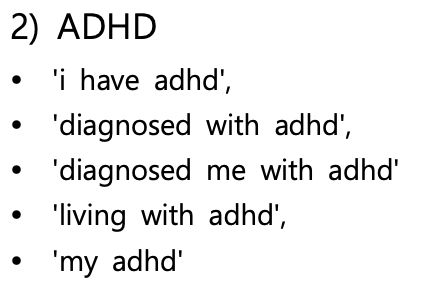 2) ADHD
• 'i have adhd',
• 'diagnosed with adhd',
• 'diagnosed me with adhd'
• 'living with adhd',
• 'my adhd'